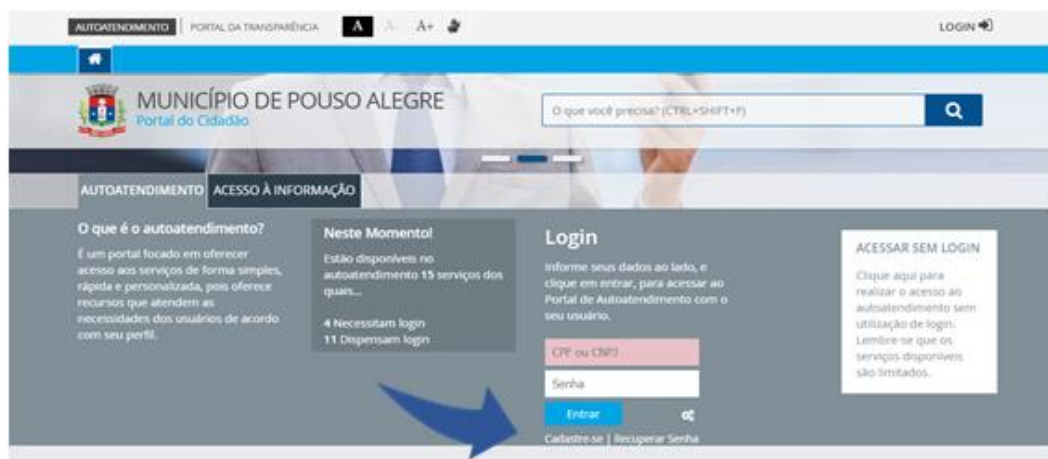 AUTOATENDIMENTO PORTAL DA TRANSPARÊNCIA A A- A+ LOGIN
MUNICÍPIO DE POUSO ALEGRE
Portal do Cidadão
O que você precisa? (CTRL+SHIFT+F)
AUTOATENDIMENTO ACESSO À INFORMAÇÃO
O que é o autoatendimento?
É um portal focado em oferecer
acesso aos serviços de forma simples,
rápida e personalizada, pois oferece
recursos que atendem as
necessidades dos usuários de acordo
com seu perfil.
Neste Momento!
Estão disponíveis no
autoatendimento 15 serviços dos
quais...
4 Necessitam login
11 Dispensam login
Login
Informe seus dados ao lado, e
clique em entrar, para acessar ao
Portal de Autoatendimento com o
seu usuário.
CPF ou CNPJ
Senha
Entrar
Cadastre-se | Recuperar Senha
ACESSAR SEM LOGIN
Clique aqui para
realizar o acesso ao
autoatendimento sem
utilização de login.
Lembre-se que os
serviços disponíveis
são limitados.